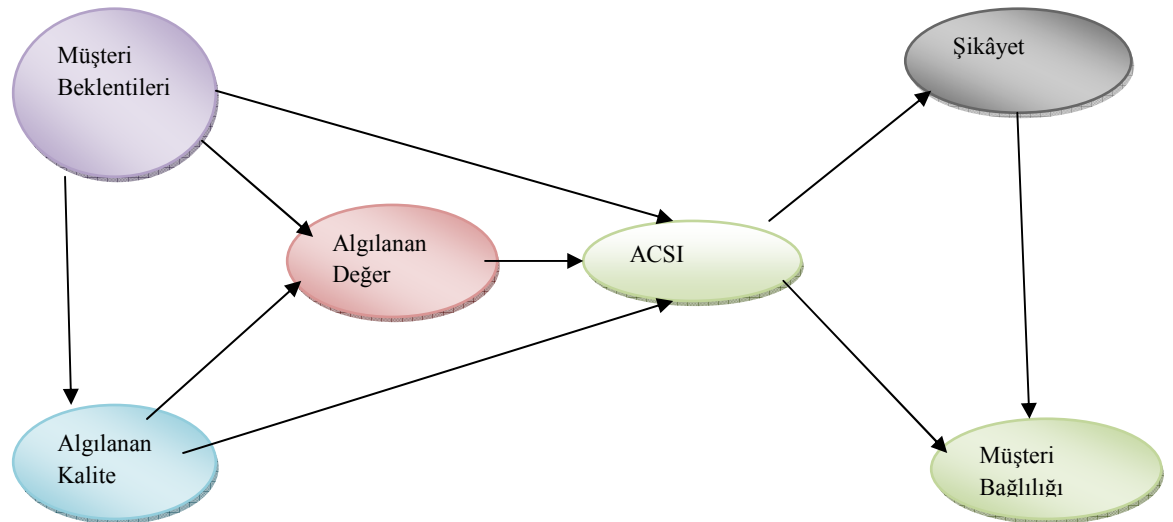 Müşteri
Beklentileri
Şikâyet
Algılanan
Değer
ACSI
Algılanan
Kalite
Müşteri
Bağlılığı